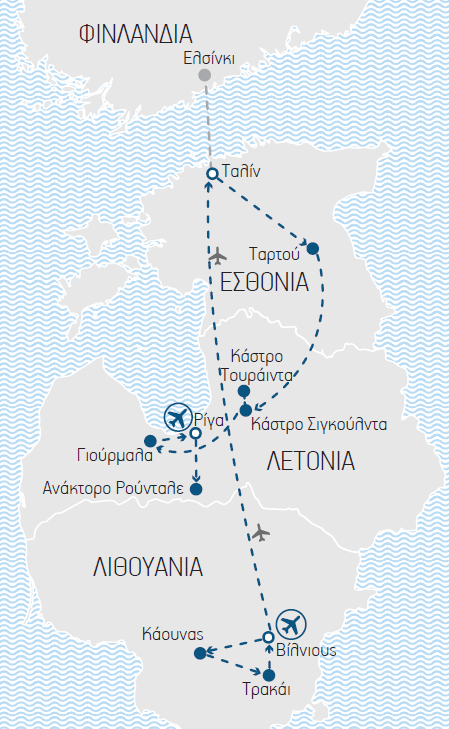 ΦΙΝΛΑΝΔΙΑ
Ελσίνκι
Ταλίν
Ταρτού
ΕΣΘΟΝΙΑ
Κάστρο
Τουράιντα
Ρίγα
Κάστρο Σιγκούλντα
Γιούρμαλα
ΛΕΤΟΝΙΑ
Ανάκτορο Ρούνταλε
ΛΙΘΟΥΑΝΙΑ
Κάουνας
Βίλνιους
Τρακάι